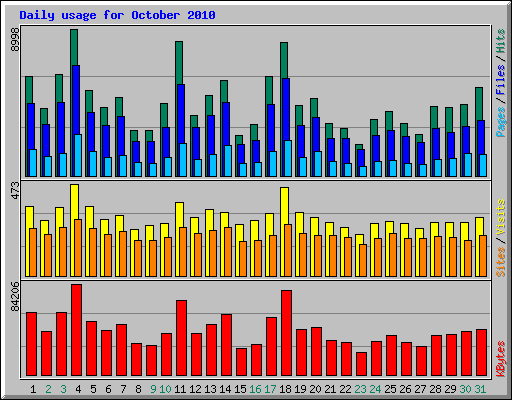 Daily usage for October 2010
8998
Pages / Files / Hits
473
Sites / Visits
84206
KBytes
1 2 3 4 5 6 7 8 9 10 11 12 13 14 15 16 17 18 19 20 21 22 23 24 25 26 27 28 29 30 31